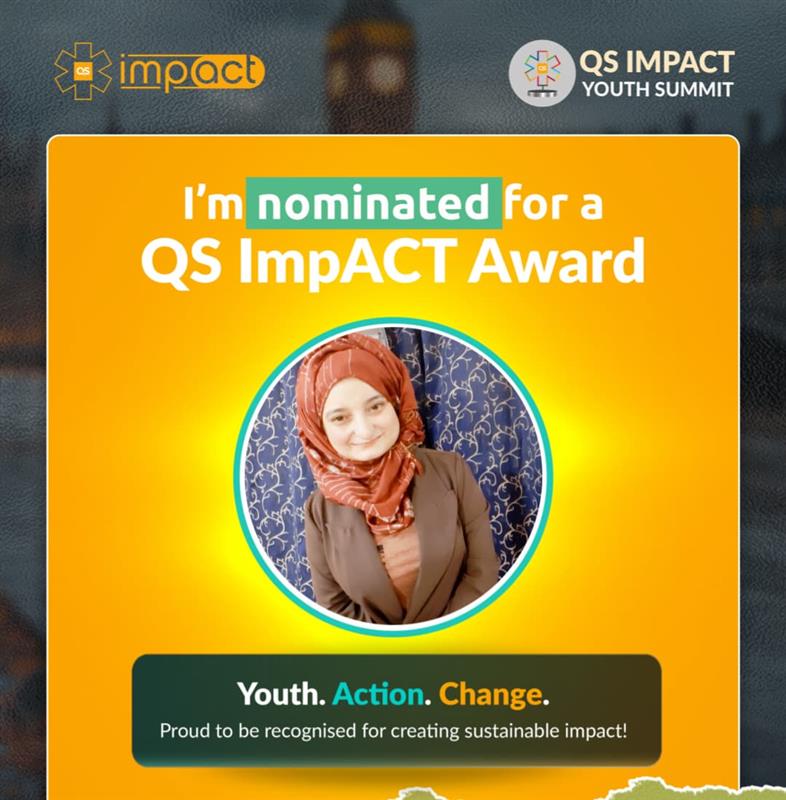 QS impact
QS QS IMPACT
YOUTH SUMMIT
I'm nominated for a
QS ImpACT Award
Youth. Action. Change.
Proud to be recognised for creating sustainable impact!